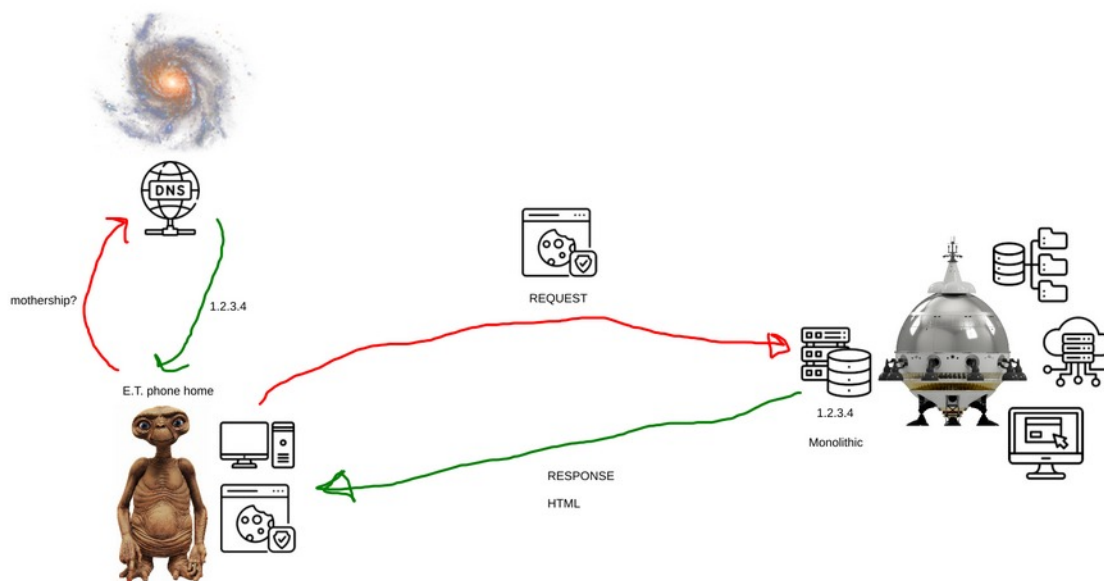 DNS
mothership?
1.2.3.4
E.T. phone home
REQUEST
1.2.3.4
Monolithic
RESPONSE
HTML